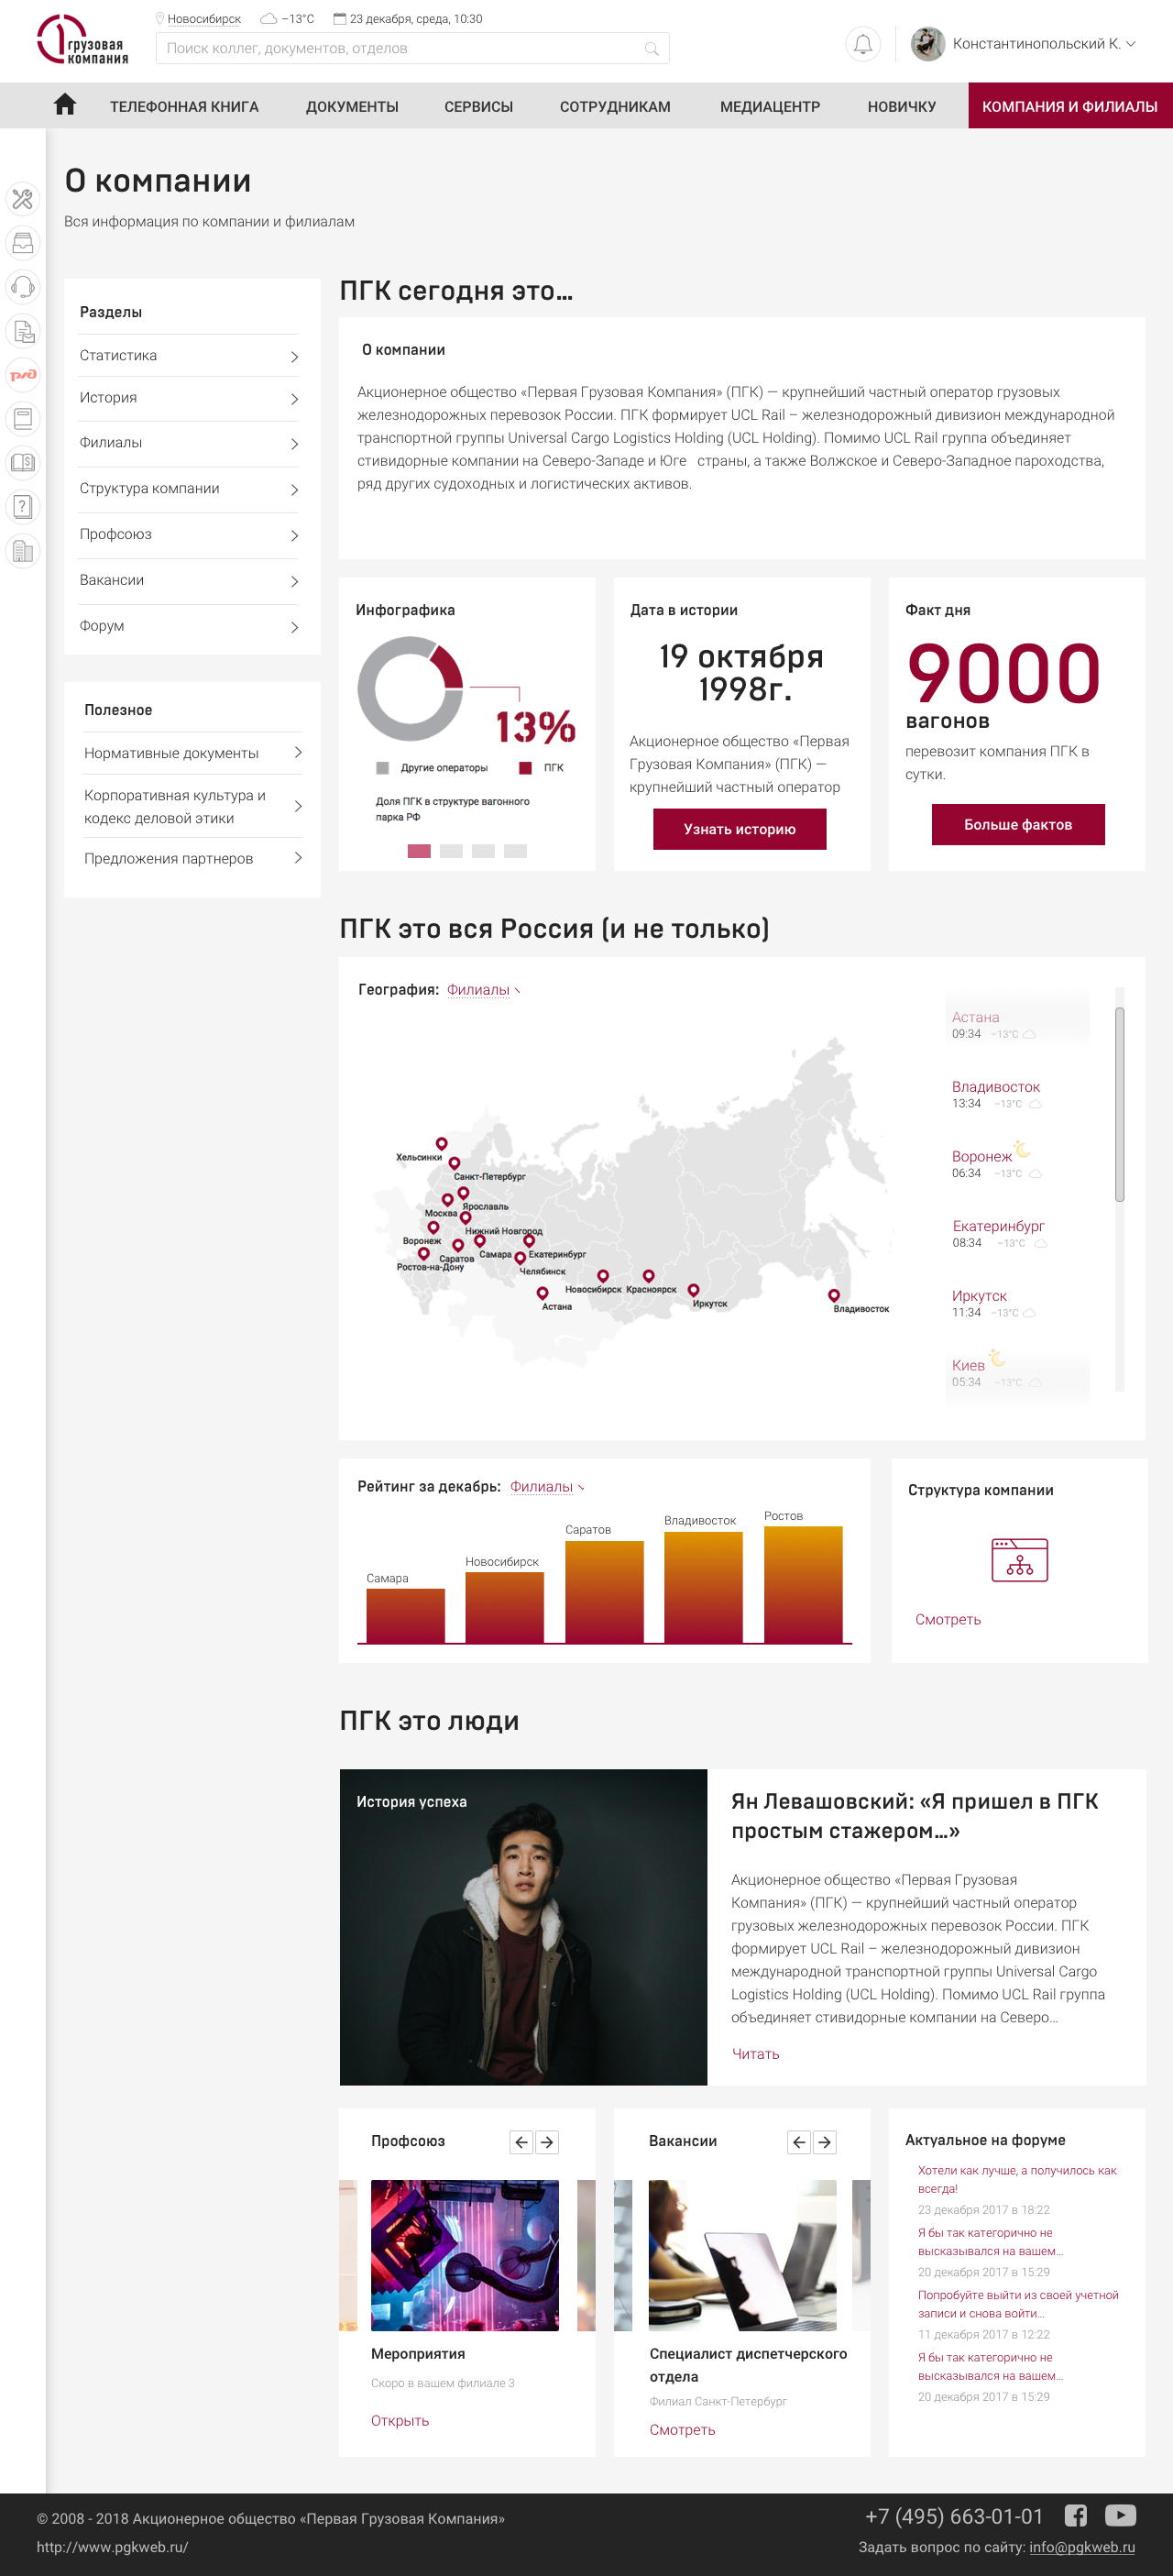 Новосибирск −13°C 23 декабря, среда, 10:30
грузовая
компания
Поиск коллег, документов, отделов
Константинопольский К.
ТЕЛЕФОННАЯ КНИГА ДОКУМЕНТЫ СЕРВИСЫ СОТРУДНИКАМ МЕДИАЦЕНТР НОВИЧКУ КОМПАНИЯ И ФИЛИАЛЫ
О компании
Вся информация по компании и филиалам
ржд
Разделы
Статистика
История
Филиалы
Структура компании
Профсоюз
Вакансии
Форум
Полезное
Нормативные документы
Корпоративная культура и
кодекс деловой этики
Предложения партнеров
ПГК сегодня это...
О компании
Акционерное общество «Первая Грузовая Компания» (ПГК) — крупнейший частный оператор грузовых
железнодорожных перевозок России. ПГК формирует UCL Rail – железнодорожный дивизион международной
транспортной группы Universal Cargo Logistics Holding (UCL Holding). Помимо UCL Rail группа объединяет
стивидорные компании на Северо-Западе и Юге страны, а также Волжское и Северо-Западное пароходства,
ряд других судоходных и логистических активов.
Инфографика
13%
Другие операторы ПГК
Доля ПГК в структуре вагонного
парка РФ
Дата в истории
19 октября
1998г.
Акционерное общество «Первая
Грузовая Компания» (ПГК) —
крупнейший частный оператор
Узнать историю
Факт дня
9000
вагонов
перевозит компания ПГК в
сутки.
Больше фактов
ПГК это вся Россия (и не только)
География: Филиалы
Хельсинки
Санкт-Петербург
Ярославль
Москва
Нижний Новгород
Воронеж
Саратов
Самара
Екатеринбург
Ростов-на-Дону
Челябинск
Новосибирск
Красноярск
Иркутск
Астана
Владивосток
Астана
09:34 −13°C
Владивосток
13:34 −13°C
Воронеж
06:34 −13°C
Екатеринбург
08:34 −13°C
Иркутск
11:34 −13°C
Киев
05:34 −13°C
Рейтинг за декабрь: Филиалы
Самара
Новосибирск
Саратов
Владивосток
Ростов
Структура компании
Смотреть
ПГК это люди
История успеха
Ян Левашовский: «Я пришел в ПГК
простым стажером...»
Акционерное общество «Первая Грузовая
Компания» (ПГК) — крупнейший частный оператор
грузовых железнодорожных перевозок России. ПГК
формирует UCL Rail – железнодорожный дивизион
международной транспортной группы Universal Cargo
Logistics Holding (UCL Holding). Помимо UCL Rail группа
объединяет стивидорные компании на Северо...
Читать
Профсоюз
Мероприятия
Скоро в вашем филиале 3
Открыть
Вакансии
Специалист диспетчерского
отдела
Филиал Санкт-Петербург
Смотреть
Актуальное на форуме
Хотели как лучше, а получилось как
всегда!
23 декабря 2017 в 18:22
Я бы так категорично не
высказывался на вашем...
20 декабря 2017 в 15:29
Попробуйте выйти из своей учетной
записи и снова войти...
11 декабря 2017 в 12:22
Я бы так категорично не
высказывался на вашем...
20 декабря 2017 в 15:29
© 2008 - 2018 Акционерное общество «Первая Грузовая Компания»
http://www.pgkweb.ru/
+7 (495) 663-01-01
Задать вопрос по сайту: info@pgkweb.ru